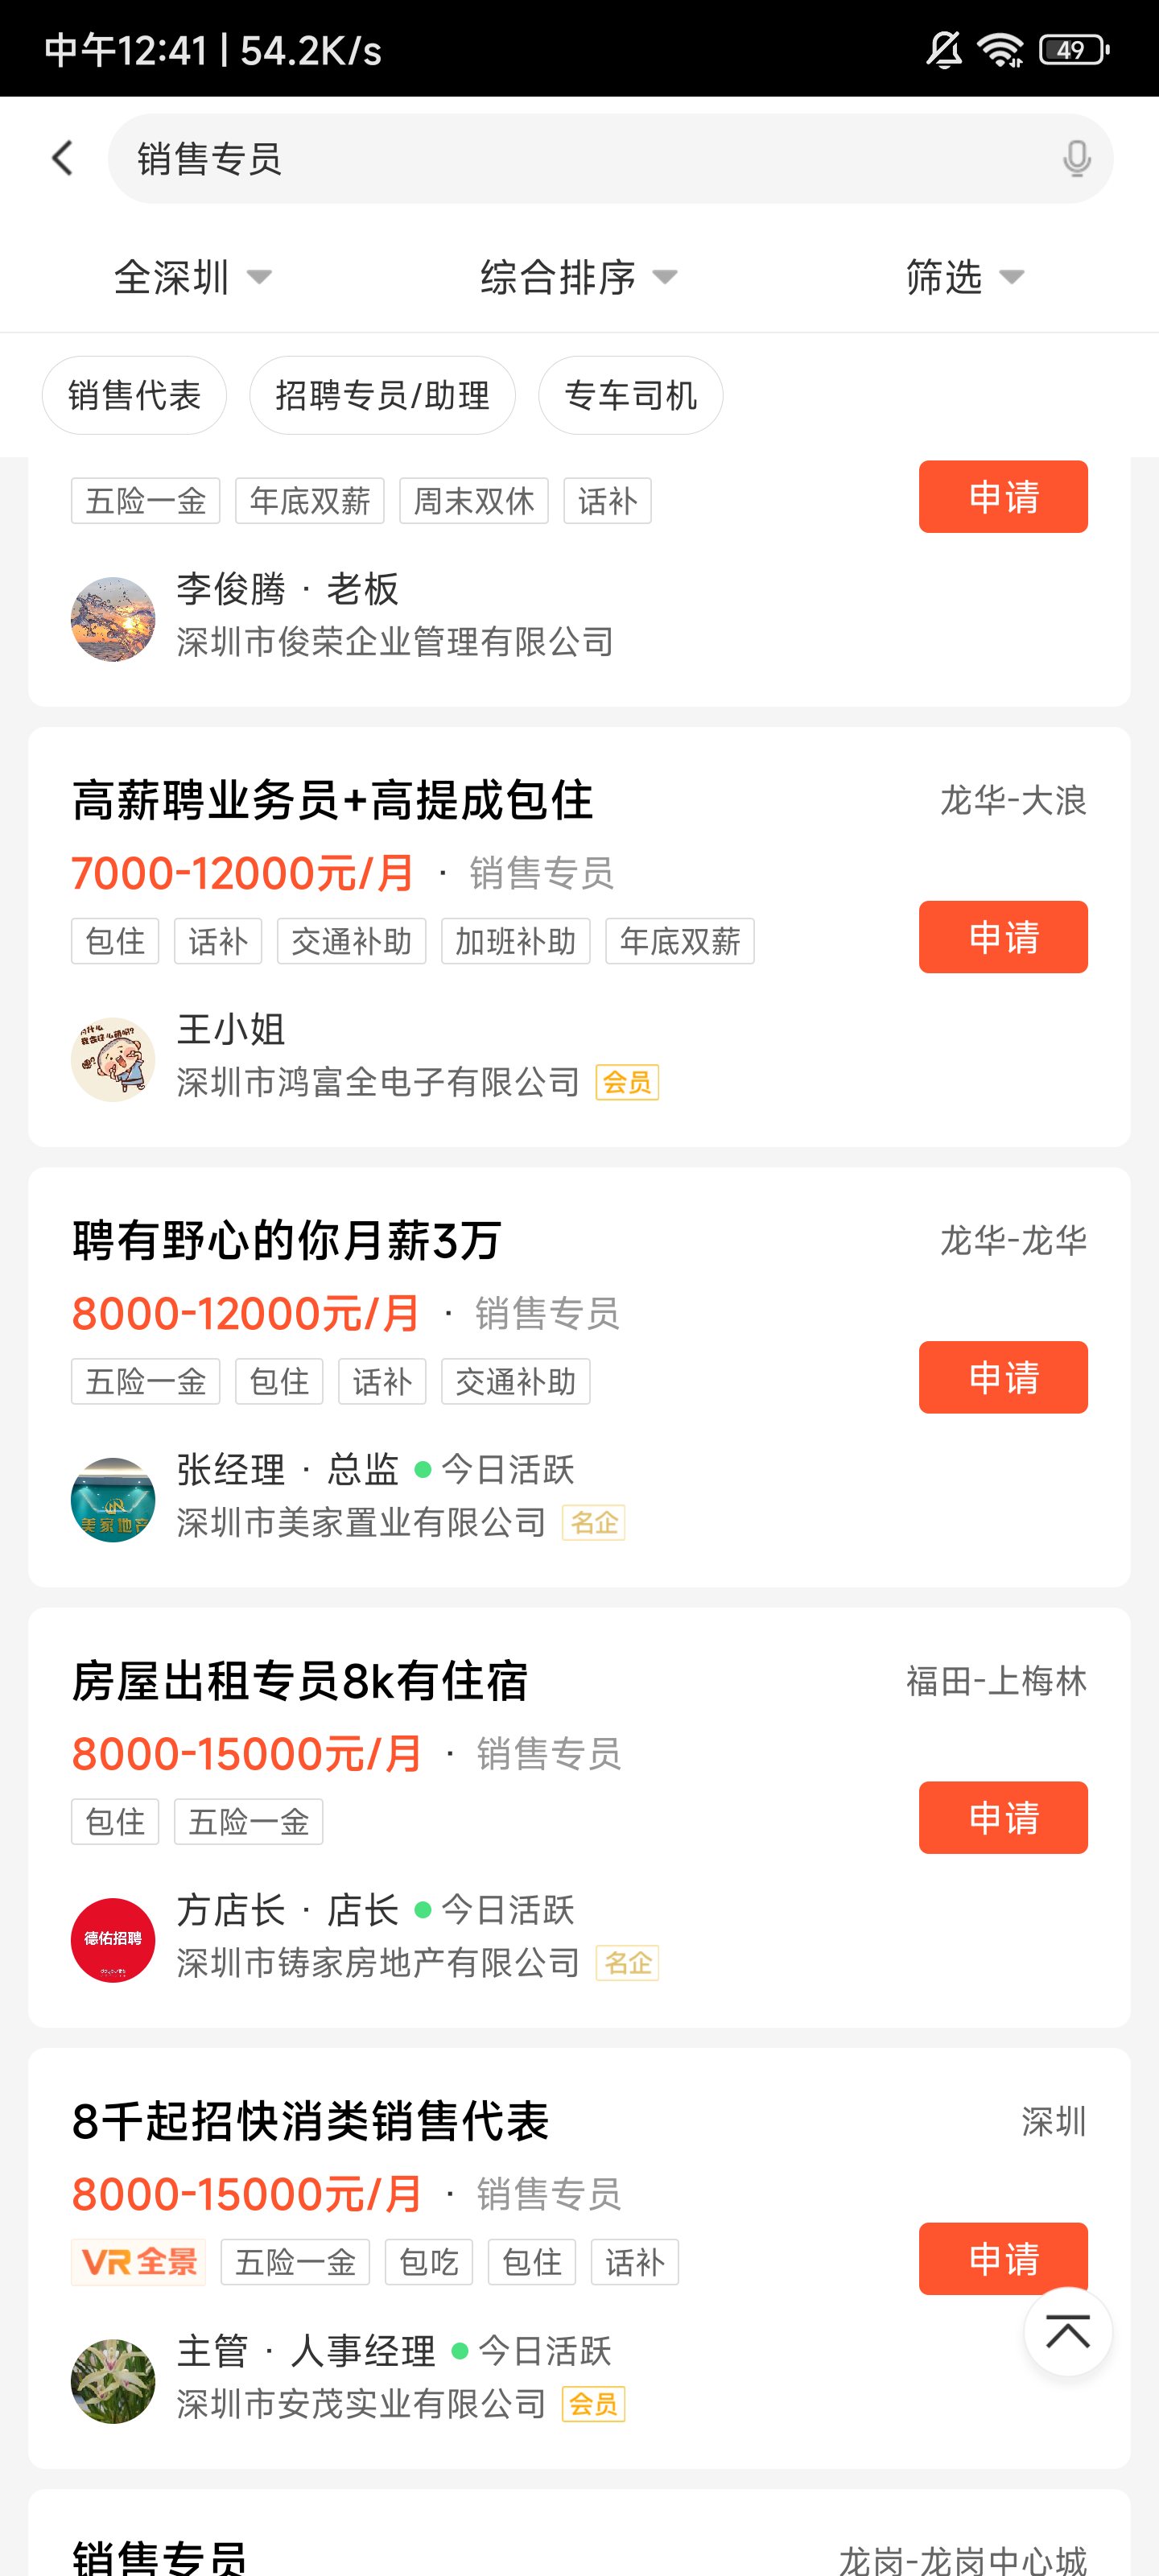 中午12:41 | 54.2K/s
49
销售专员
全深圳
综合排序
筛选
销售代表
招聘专员/助理
专车司机
五险一金 年底双薪 周末双休 话补
申请
李俊腾 · 老板
深圳市俊荣企业管理有限公司
高薪聘业务员+高提成包住
龙华-大浪
7000-12000元/月 · 销售专员
包住 话补 交通补助 加班补助 年底双薪
申请
王小姐
深圳市鸿富全电子有限公司 会员
聘有野心的你月薪3万
龙华-龙华
8000-12000元/月 · 销售专员
五险一金 包住 话补 交通补助
申请
美家地产
张经理 · 总监 今日活跃
深圳市美家置业有限公司 名企
房屋出租专员8k有住宿
福田-上梅林
8000-15000元/月 · 销售专员
包住 五险一金
申请
德佑招聘
方店长 · 店长 今日活跃
深圳市铸家房地产有限公司 名企
8千起招快消类销售代表
深圳
8000-15000元/月 · 销售专员
VR全景 五险一金 包吃 包住 话补
申请
主管 · 人事经理 今日活跃
深圳市安茂实业有限公司 会员
销售专员
龙岗-龙岗中心城